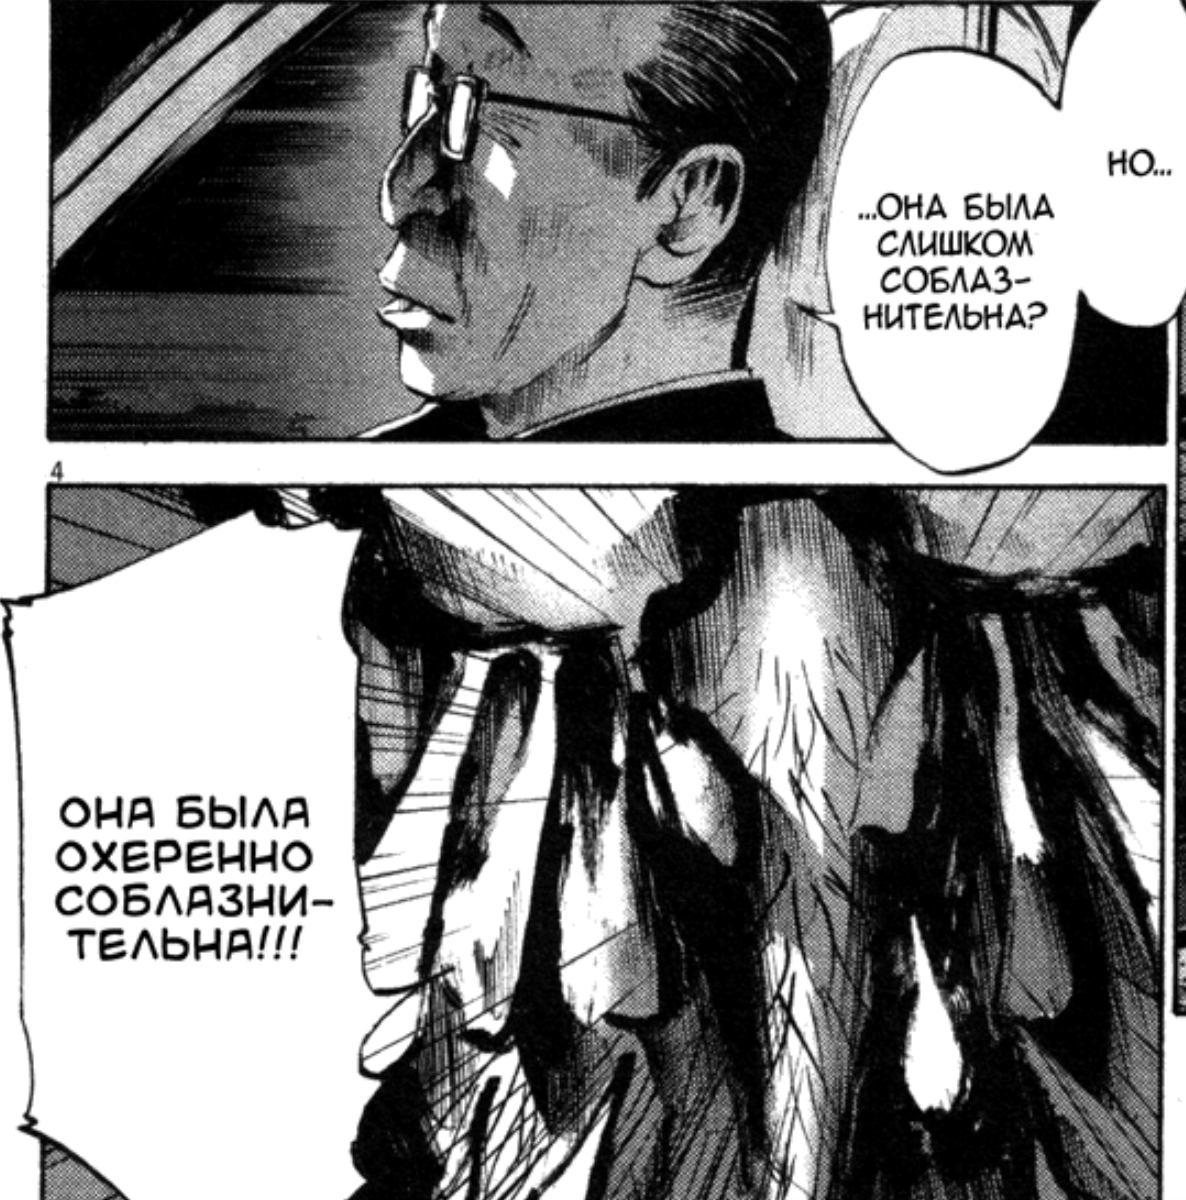 НО...
...ОНА БЫЛА
СЛИШКОМ
СОБЛАЗ-
НИТЕЛЬНА?
4
ОНА БЫЛА
ОХЕРЕННО
СОБЛАЗНИ-
ТЕЛЬНА!!!